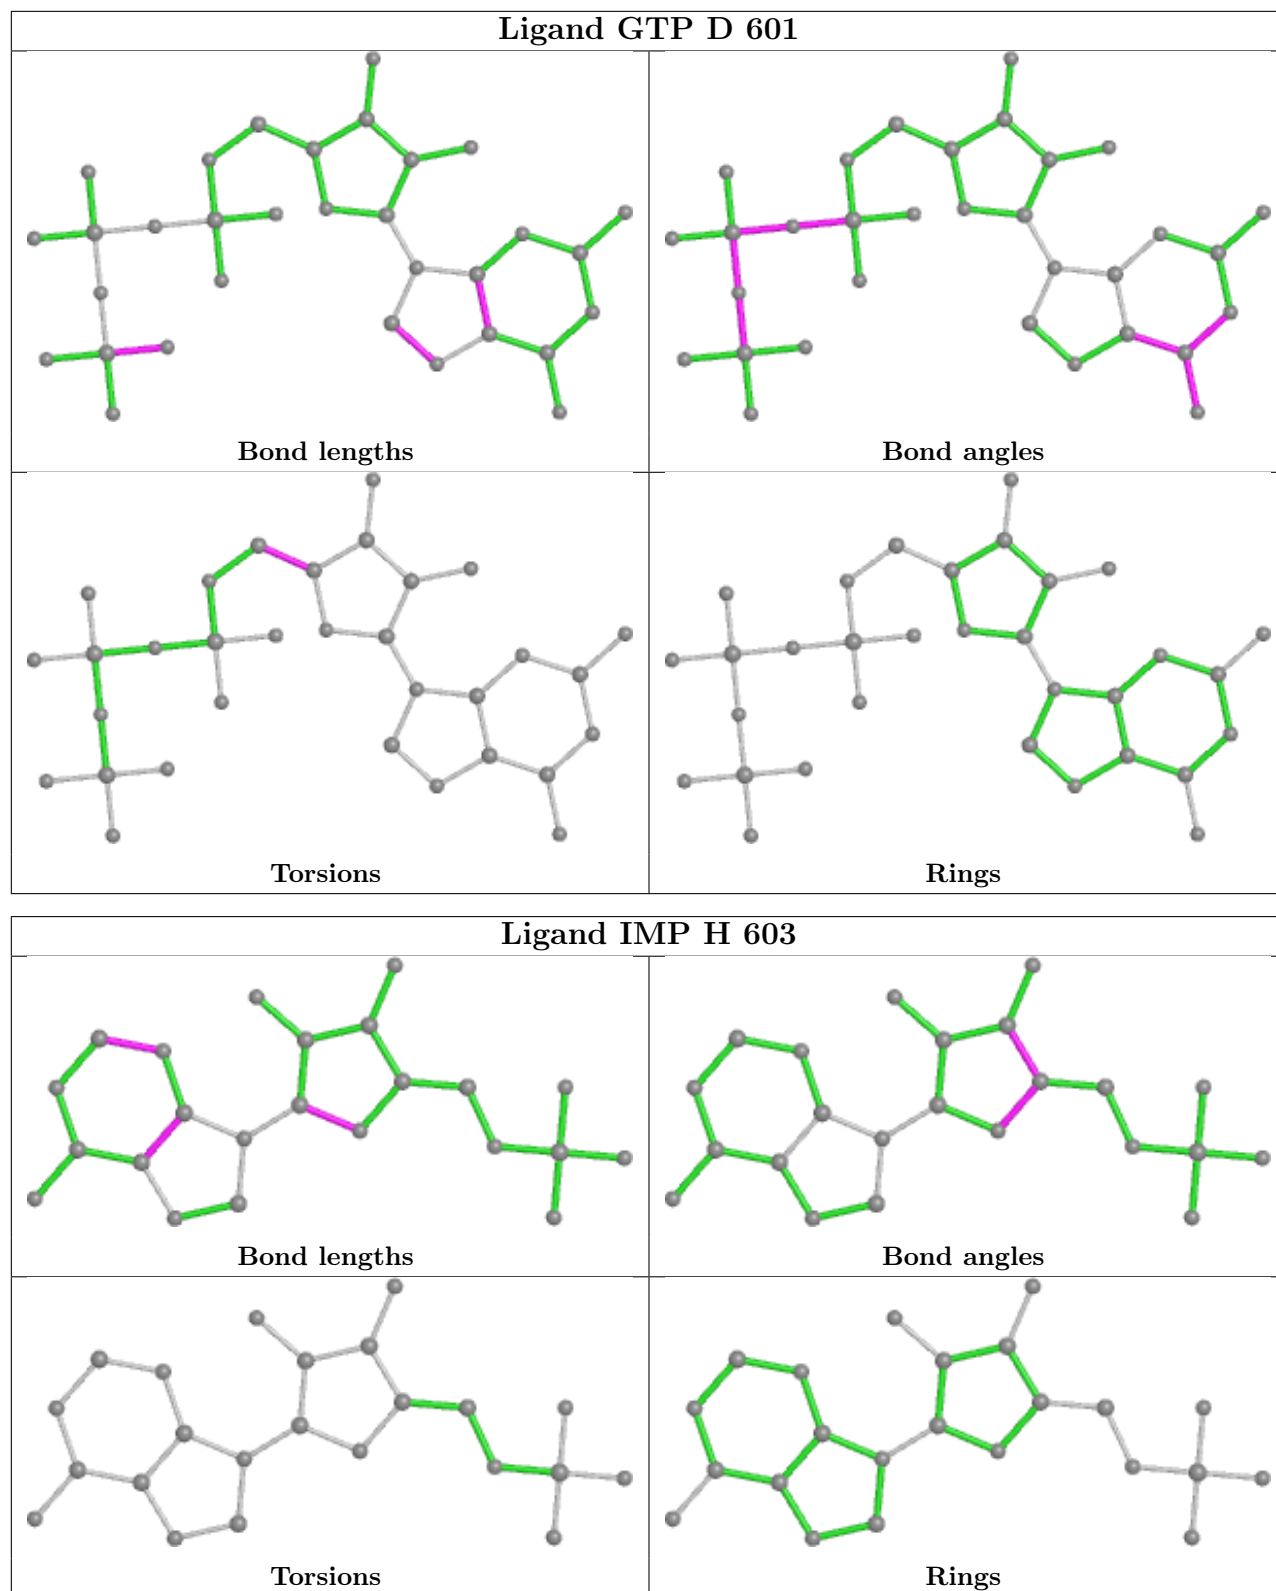 Ligand GTP D 601
Bond lengths
Bond angles
Torsions
Rings
Ligand IMP H 603
Bond lengths
Bond angles
Torsions
Rings